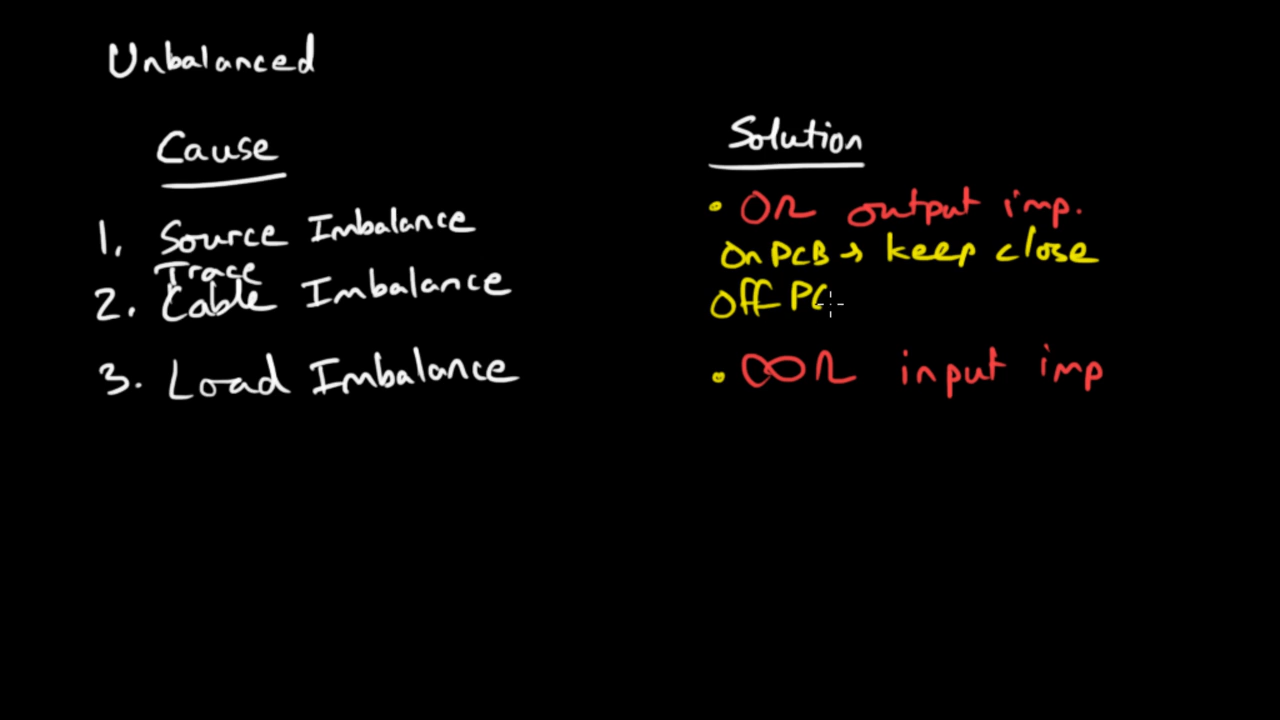 Unbalanced
Cause
Solution
1. Source Imbalance
• 0Ω output imp.
Trace
On PCB → keep close
2. Cable Imbalance
Off PC
3. Load Imbalance
• ∞Ω input imp